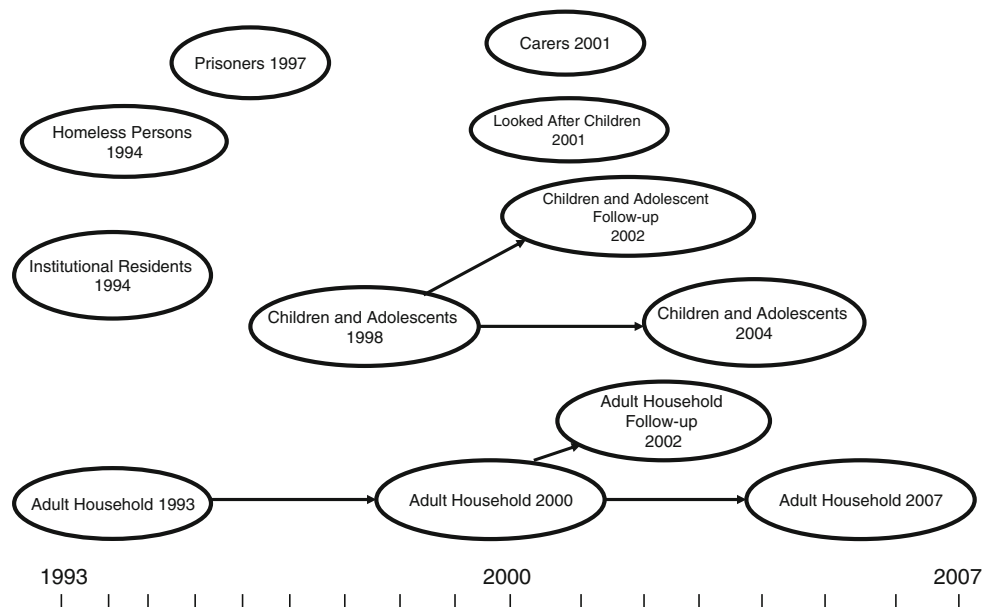 Prisoners 1997
Carers 2001
Homeless Persons
1994
Looked After Children
2001
Children and Adolescent
Follow-up
2002
Institutional Residents
1994
Children and Adolescents
1998
Children and Adolescents
2004
Adult Household
Follow-up
2002
Adult Household 1993
Adult Household 2000
Adult Household 2007
1993
2000
2007